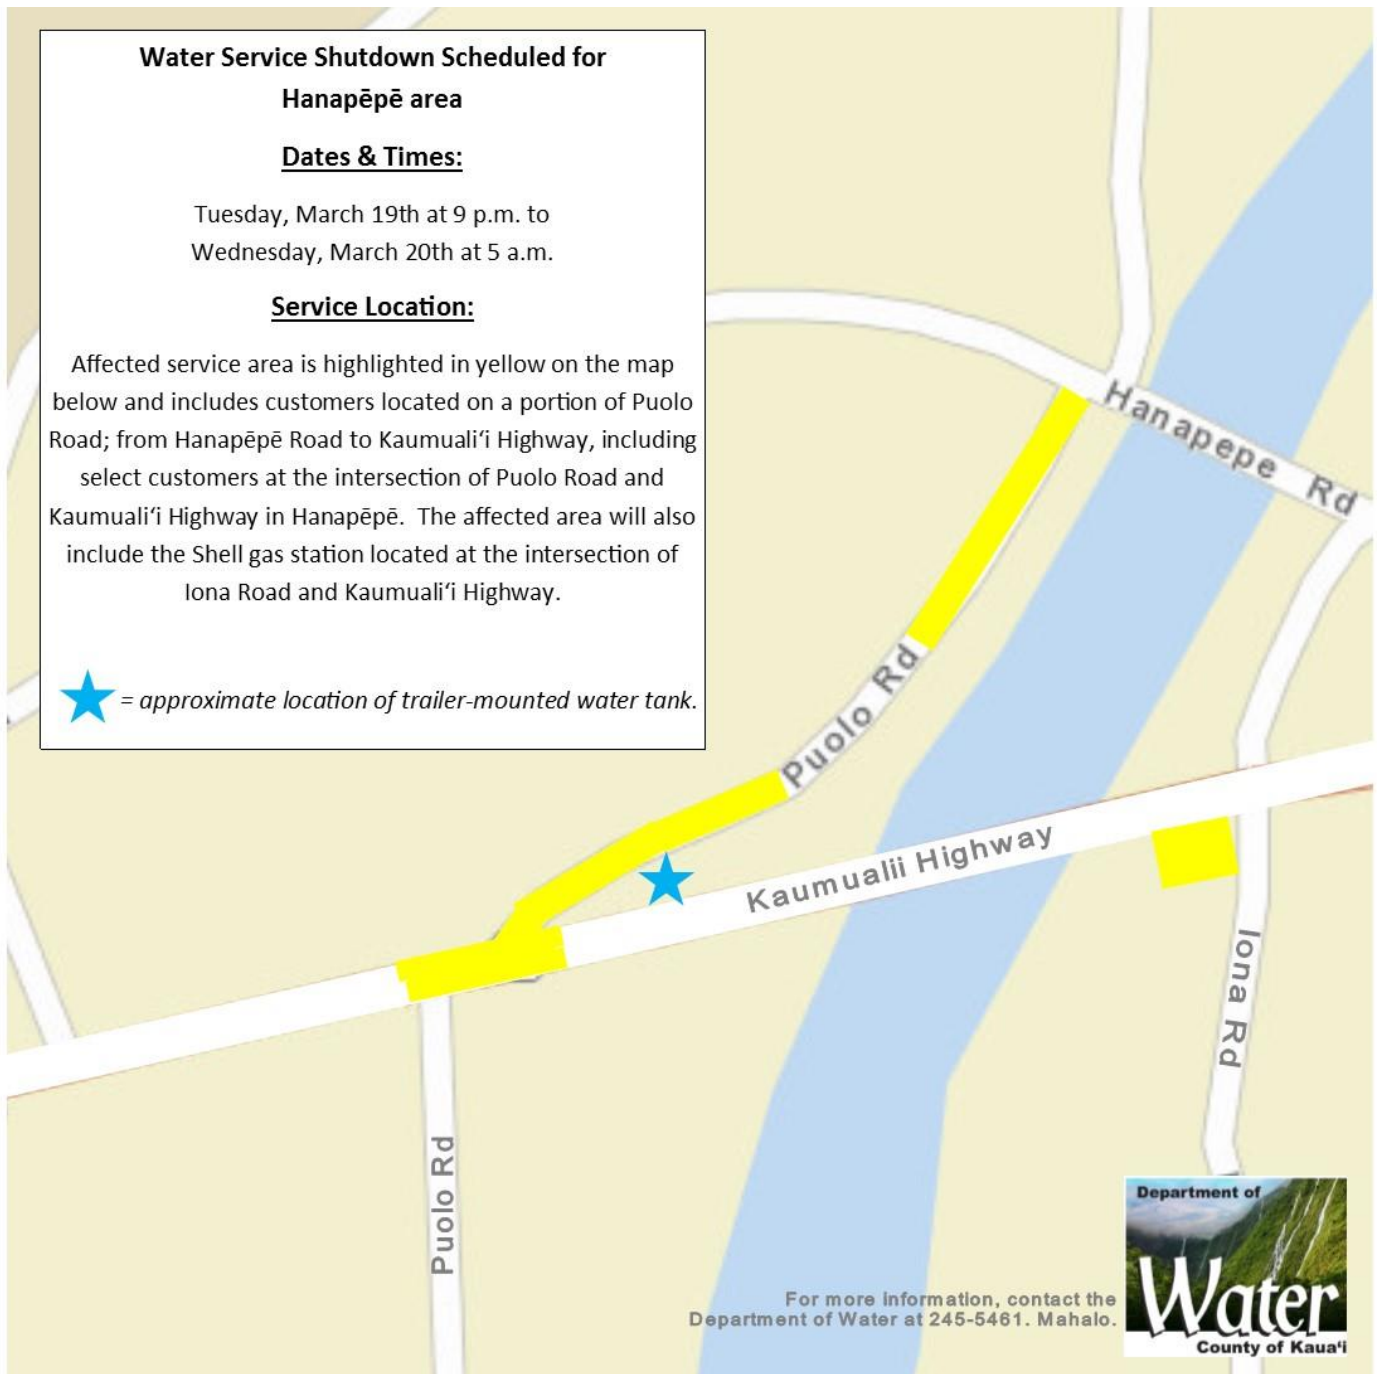 Water Service Shutdown Scheduled for
Hanapēpē area
Dates & Times:
Tuesday, March 19th at 9 p.m. to
Wednesday, March 20th at 5 a.m.
Service Location:
Affected service area is highlighted in yellow on the map
below and includes customers located on a portion of Puolo
Road; from Hanapēpē Road to Kaumualiʻi Highway, including
select customers at the intersection of Puolo Road and
Kaumualiʻi Highway in Hanapēpē.  The affected area will also
include the Shell gas station located at the intersection of
Iona Road and Kaumualiʻi Highway.
= approximate location of trailer-mounted water tank.
Hanapepe Rd
Puolo Rd
Kaumualii Highway
Iona Rd
Puolo Rd
For more information, contact the
Department of Water at 245-5461. Mahalo.
Department of
Water
County of Kauaʻi